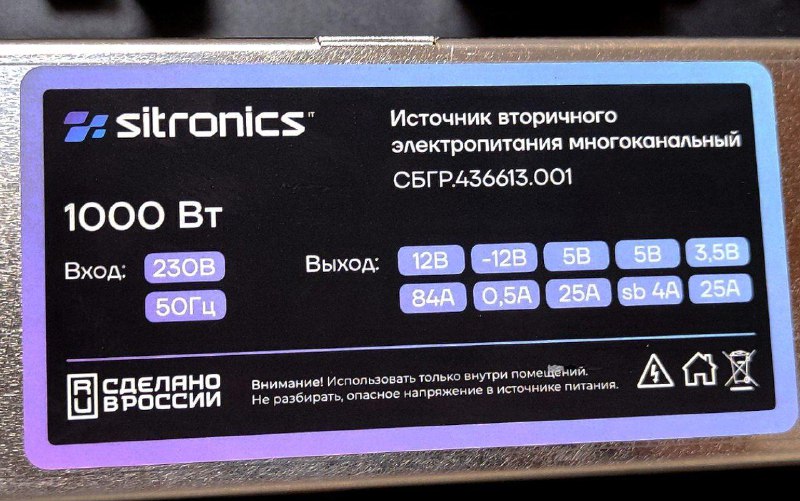 sitronics IT
Источник вторичного
электропитания многоканальный
СБГР.436613.001
1000 Вт
Вход: 230В
50Гц
Выход: 12В -12В 5В 5В 3,5В
84А 0,5А 25А sb 4А 25А
СДЕЛАНО
В РОССИИ
Внимание! Использовать только внутри помещений.
Не разбирать, опасное напряжение в источнике питания.